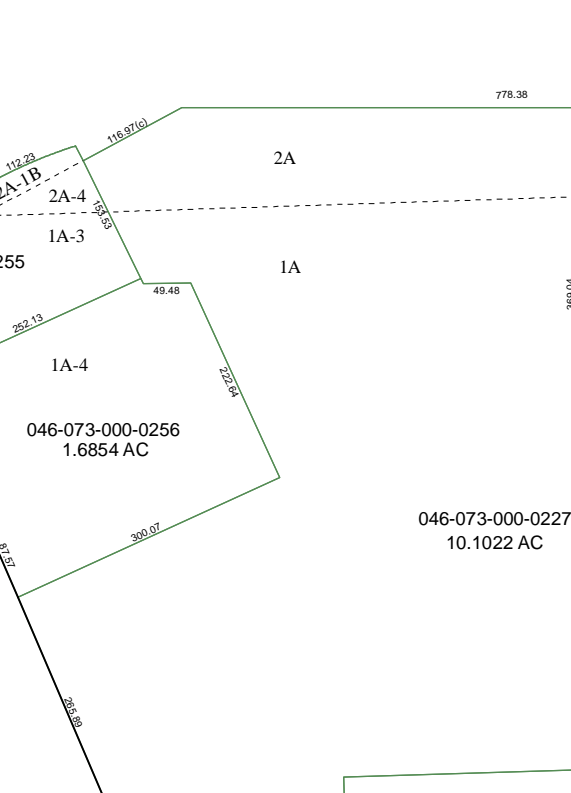 778.38
116.97(c)
112.23
2A
2A-1B
2A-4
153.53
1A-3
255
1A
49.48
369.04
252.13
1A-4
222.64
046-073-000-0256
1.6854 AC
046-073-000-0227
10.1022 AC
300.07
87.57
265.89